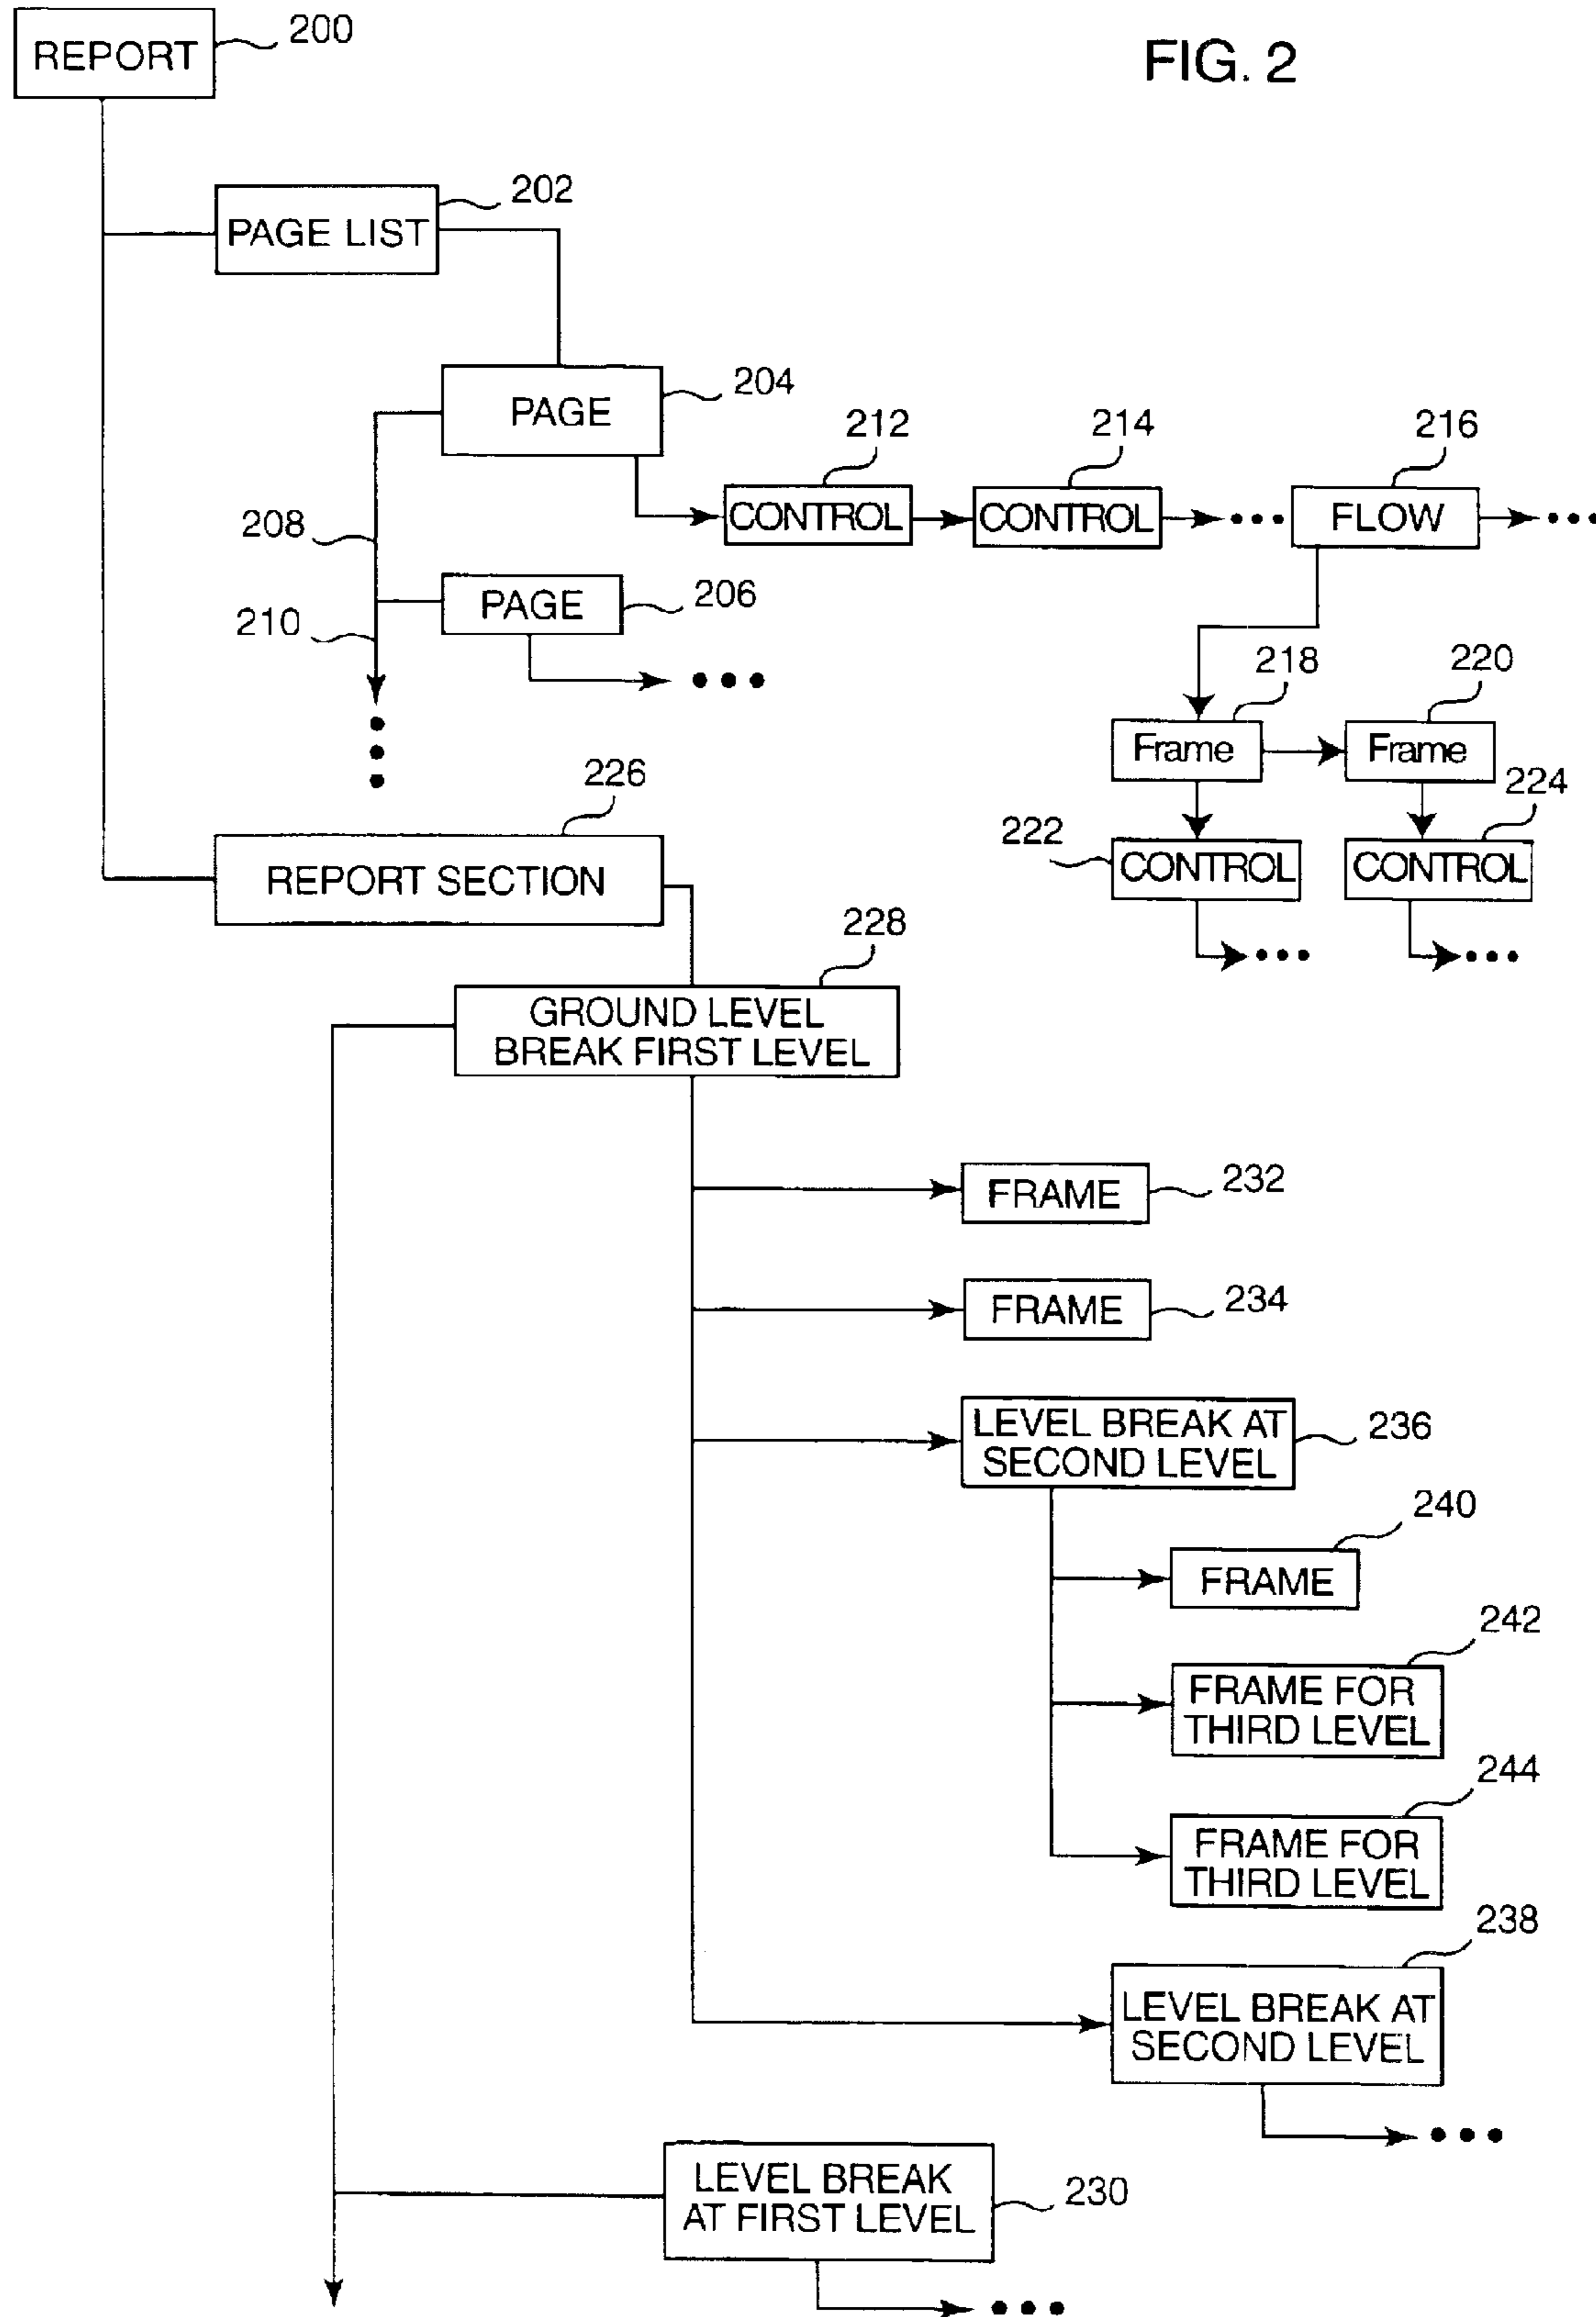 200
REPORT
FIG. 2
202
PAGE LIST
204
PAGE
212
214
216
CONTROL
CONTROL
FLOW
208
206
PAGE
210
218
220
Frame
Frame
226
224
222
CONTROL
CONTROL
REPORT SECTION
228
GROUND LEVEL
BREAK FIRST LEVEL
232
FRAME
234
FRAME
236
LEVEL BREAK AT
SECOND LEVEL
240
FRAME
242
FRAME FOR
THIRD LEVEL
244
FRAME FOR
THIRD LEVEL
238
LEVEL BREAK AT
SECOND LEVEL
230
LEVEL BREAK
AT FIRST LEVEL